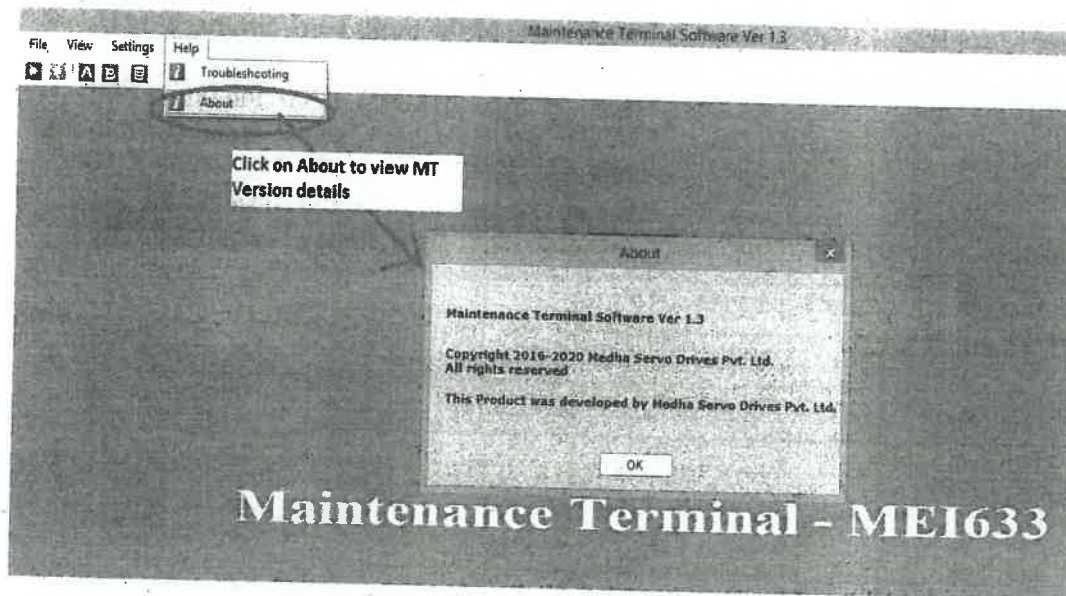 Maintenance Terminal Software Ver 1.3
File View Settings Help
A B
Troubleshooting
About
Click on About to view MT
Version details
About
x
Maintenance Terminal Software Ver 1.3
Copyright 2016-2020 Medha Servo Drives Pvt. Ltd.
All rights reserved
This Product was developed by Medha Servo Drives Pvt. Ltd.
OK
Maintenance Terminal - MEI633